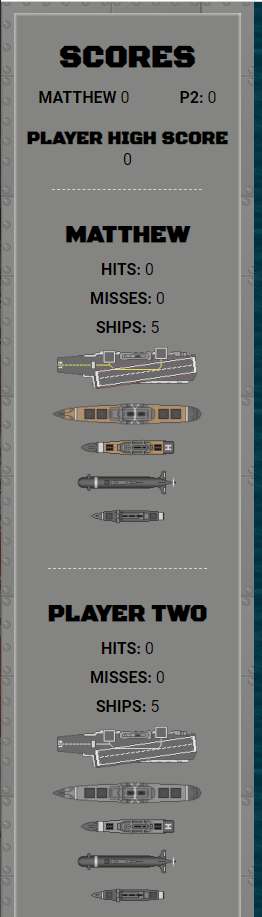 SCORES
MATTHEW 0 P2: 0
PLAYER HIGH SCORE
0
MATTHEW
HITS: 0
MISSES: 0
SHIPS: 5
H
PLAYER TWO
HITS: 0
MISSES: 0
SHIPS: 5
H